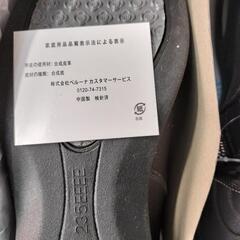 家庭用品品質表示法による表示
甲皮の使用材:合成皮革
底材の種類:合成底
株式会社ベルーナ カスタマーサービス
0120-74-7315
中国製 検針済
23.5EEEE